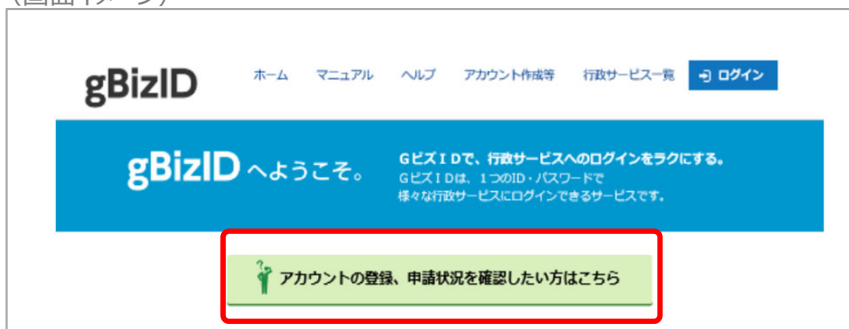 （画面イメージ）
gBizID
ホーム マニュアル ヘルプ アカウント作成等 行政サービス一覧 ログイン
gBizID へようこそ。
GビズIDで、行政サービスへのログインをラクにする。
GビズIDは、1つのID・パスワードで
様々な行政サービスにログインできるサービスです。
アカウントの登録、申請状況を確認したい方はこちら